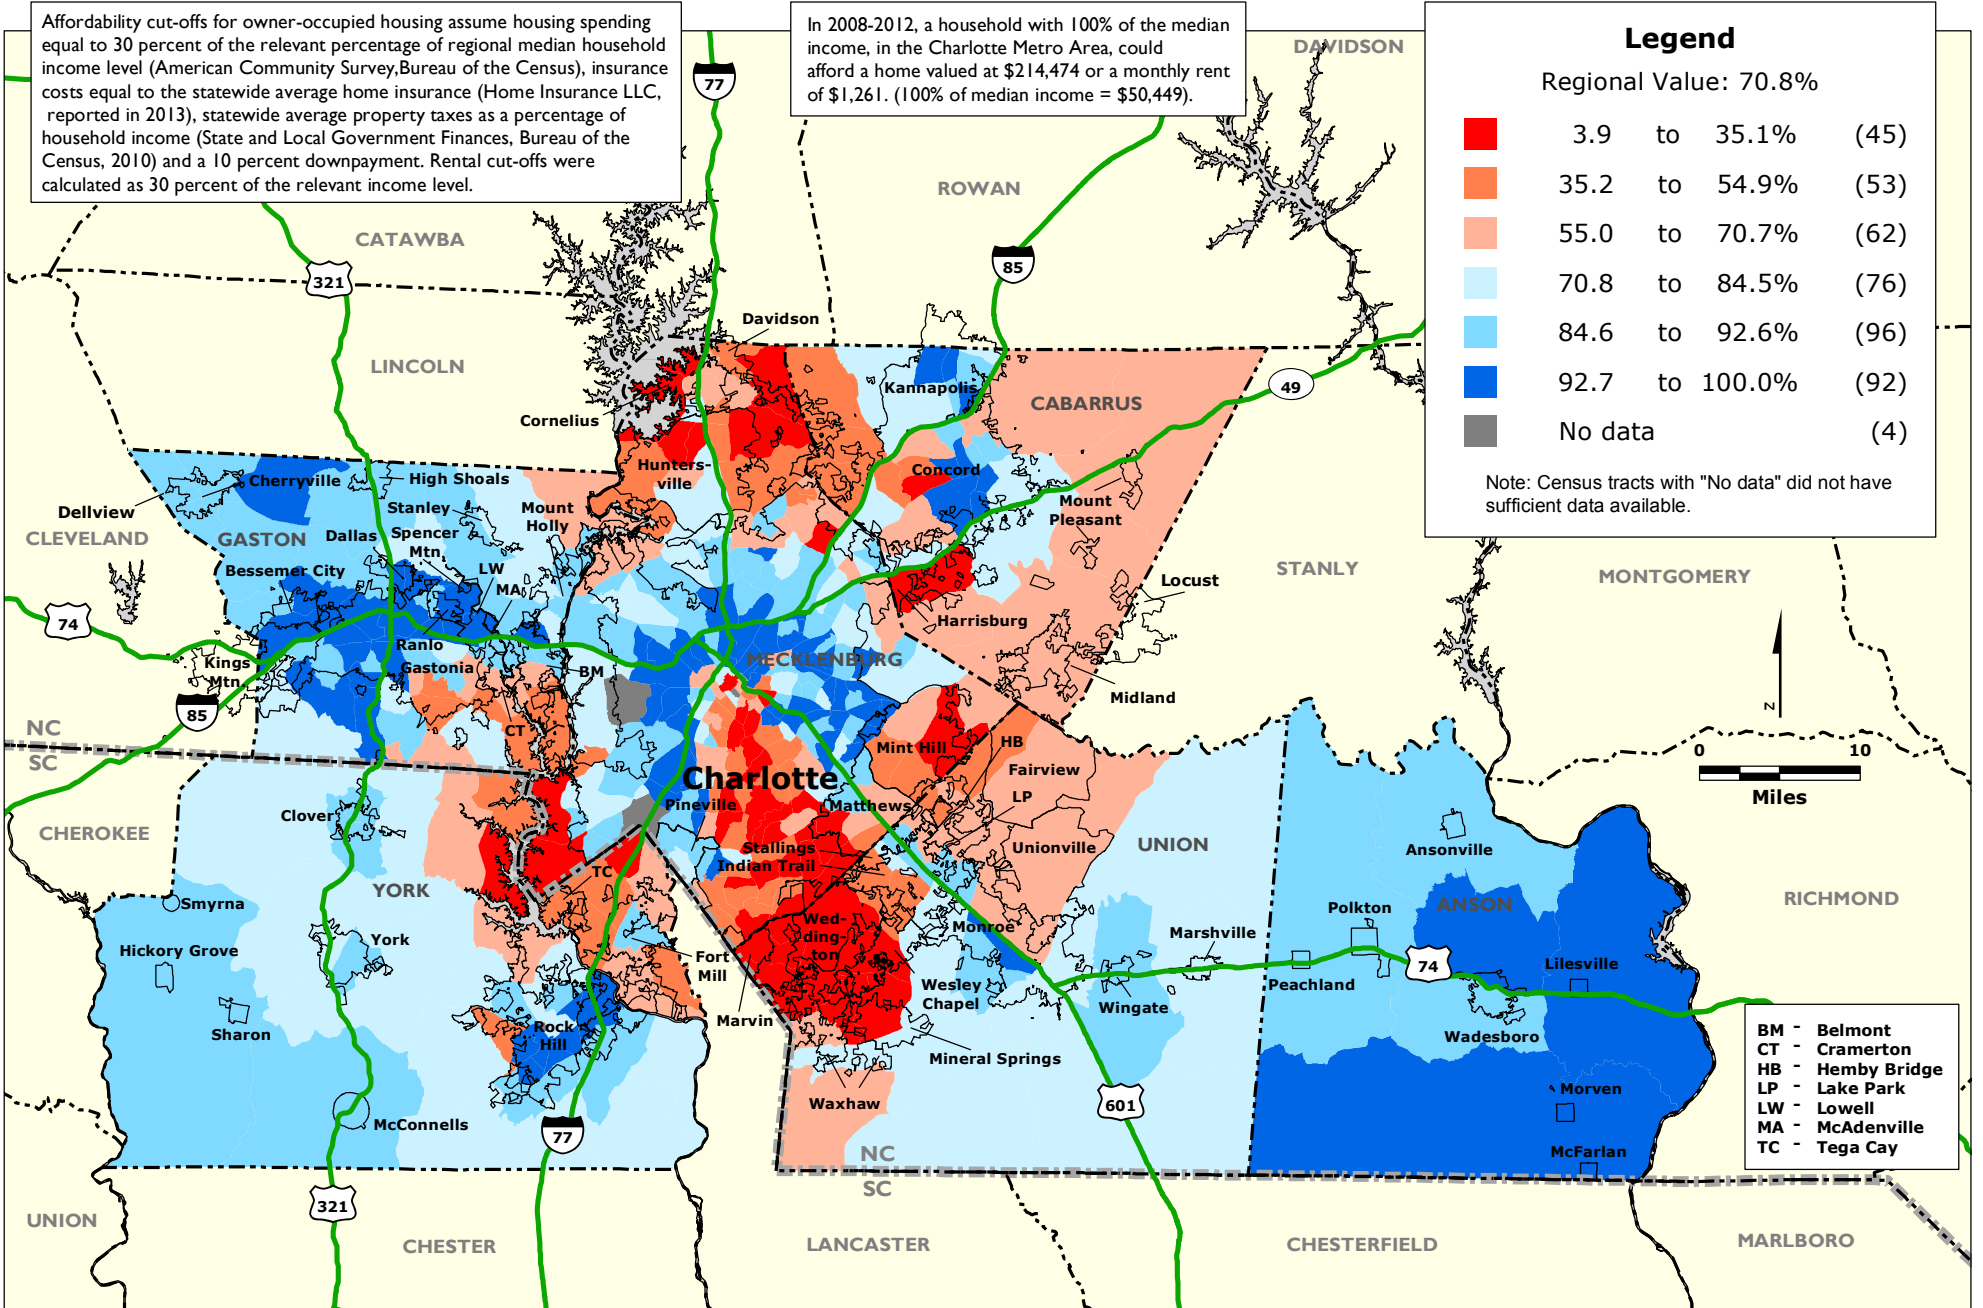 Affordability cut-offs for owner-occupied housing assume housing spending
equal to 30 percent of the relevant percentage of regional median household
income level (American Community Survey,Bureau of the Census), insurance
costs equal to the statewide average home insurance (Home Insurance LLC,
reported in 2013), statewide average property taxes as a percentage of
household income (State and Local Government Finances, Bureau of the
Census, 2010) and a 10 percent downpayment. Rental cut-offs were
calculated as 30 percent of the relevant income level.
In 2008-2012, a household with 100% of the median
income, in the Charlotte Metro Area, could
afford a home valued at $214,474 or a monthly rent
of $1,261. (100% of median income = $50,449).
Legend
Regional Value: 70.8%
3.9 to 35.1% (45)
35.2 to 54.9% (53)
55.0 to 70.7% (62)
70.8 to 84.5% (76)
84.6 to 92.6% (96)
92.7 to 100.0% (92)
No data (4)
Note: Census tracts with "No data" did not have
sufficient data available.
DAVIDSON
77
ROWAN
CATAWBA
321
85
LINCOLN
Davidson
Kannapolis
CABARRUS
49
Cornelius
Hunters-
ville
Concord
Cherryville
High Shoals
Dellview
Stanley
Mount
Holly
Mount
Pleasant
CLEVELAND
GASTON
Dallas
Spencer
Mtn.
Bessemer City
LW
MA
STANLY
MONTGOMERY
Locust
74
Harrisburg
Ranlo
Kings
Mtn.
Gastonia
BM
MECKLENBURG
Midland
85
NC
SC
CT
Mint Hill
HB
Fairview
LP
Charlotte
Pineville
Matthews
N
0 10
Miles
Clover
CHEROKEE
Stallings
Indian Trail
Unionville
UNION
Ansonville
TC
YORK
Smyrna
Hickory Grove
York
Wed-
ding-
ton
Monroe
Marshville
Polkton
ANSON
RICHMOND
Fort
Mill
Wesley
Chapel
Wingate
Peachland
74
Lilesville
Sharon
Rock
Hill
Marvin
Mineral Springs
Wadesboro
Waxhaw
601
Morven
McConnells
77
McFarlan
NC
SC
BM - Belmont
CT - Cramerton
HB - Hemby Bridge
LP - Lake Park
LW - Lowell
MA - McAdenville
TC - Tega Cay
321
UNION
CHESTER
LANCASTER
CHESTERFIELD
MARLBORO